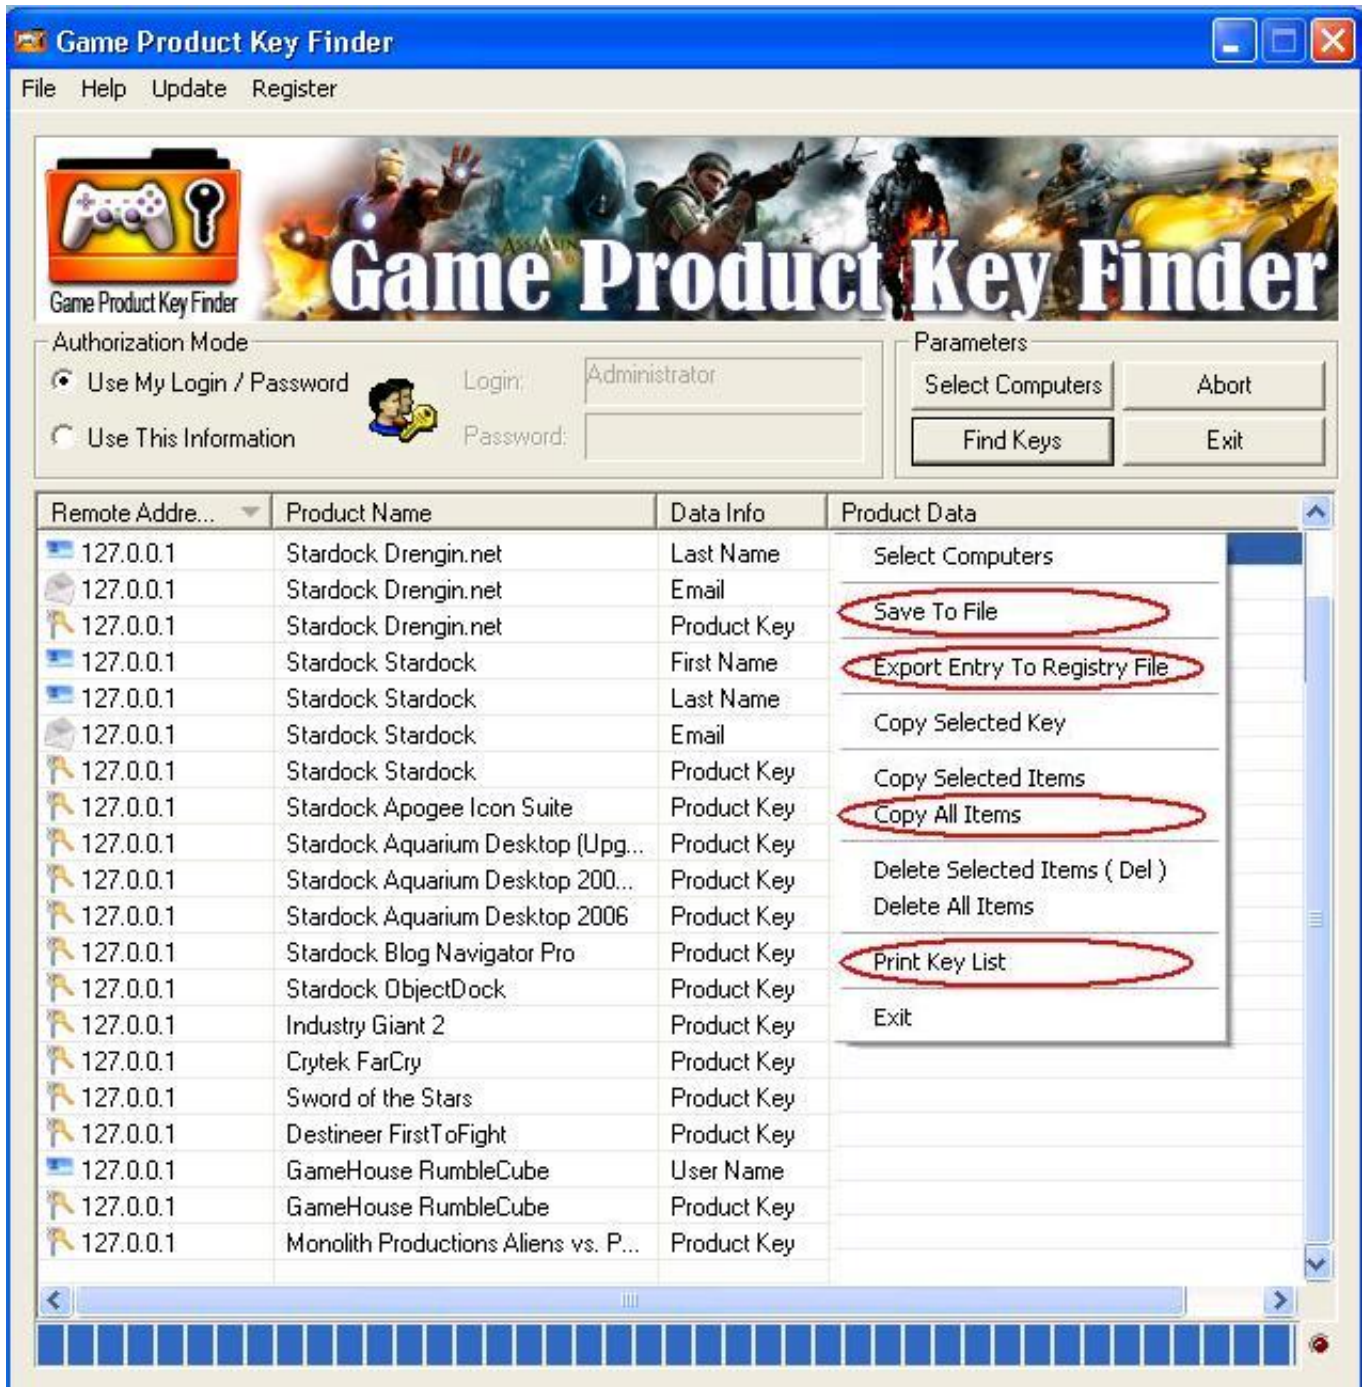 Game Product Key Finder
File Help Update Register
Game Product Key Finder
Game Product Key Finder
Authorization Mode
Use My Login / Password
Login:
Administrator
Use This Information
Password:
Parameters
Select Computers
Abort
Find Keys
Exit
Remote Addre... Product Name Data Info Product Data
127.0.0.1 Stardock Drengin.net Last Name
127.0.0.1 Stardock Drengin.net Email
127.0.0.1 Stardock Drengin.net Product Key
127.0.0.1 Stardock Stardock First Name
127.0.0.1 Stardock Stardock Last Name
127.0.0.1 Stardock Stardock Email
127.0.0.1 Stardock Stardock Product Key
127.0.0.1 Stardock Apogee Icon Suite Product Key
127.0.0.1 Stardock Aquarium Desktop (Upg... Product Key
127.0.0.1 Stardock Aquarium Desktop 200... Product Key
127.0.0.1 Stardock Aquarium Desktop 2006 Product Key
127.0.0.1 Stardock Blog Navigator Pro Product Key
127.0.0.1 Stardock ObjectDock Product Key
127.0.0.1 Industry Giant 2 Product Key
127.0.0.1 Crytek FarCry Product Key
127.0.0.1 Sword of the Stars Product Key
127.0.0.1 Destineer FirstToFight Product Key
127.0.0.1 GameHouse RumbleCube User Name
127.0.0.1 GameHouse RumbleCube Product Key
127.0.0.1 Monolith Productions Aliens vs. P... Product Key
Select Computers
Save To File
Export Entry To Registry File
Copy Selected Key
Copy Selected Items
Copy All Items
Delete Selected Items ( Del )
Delete All Items
Print Key List
Exit